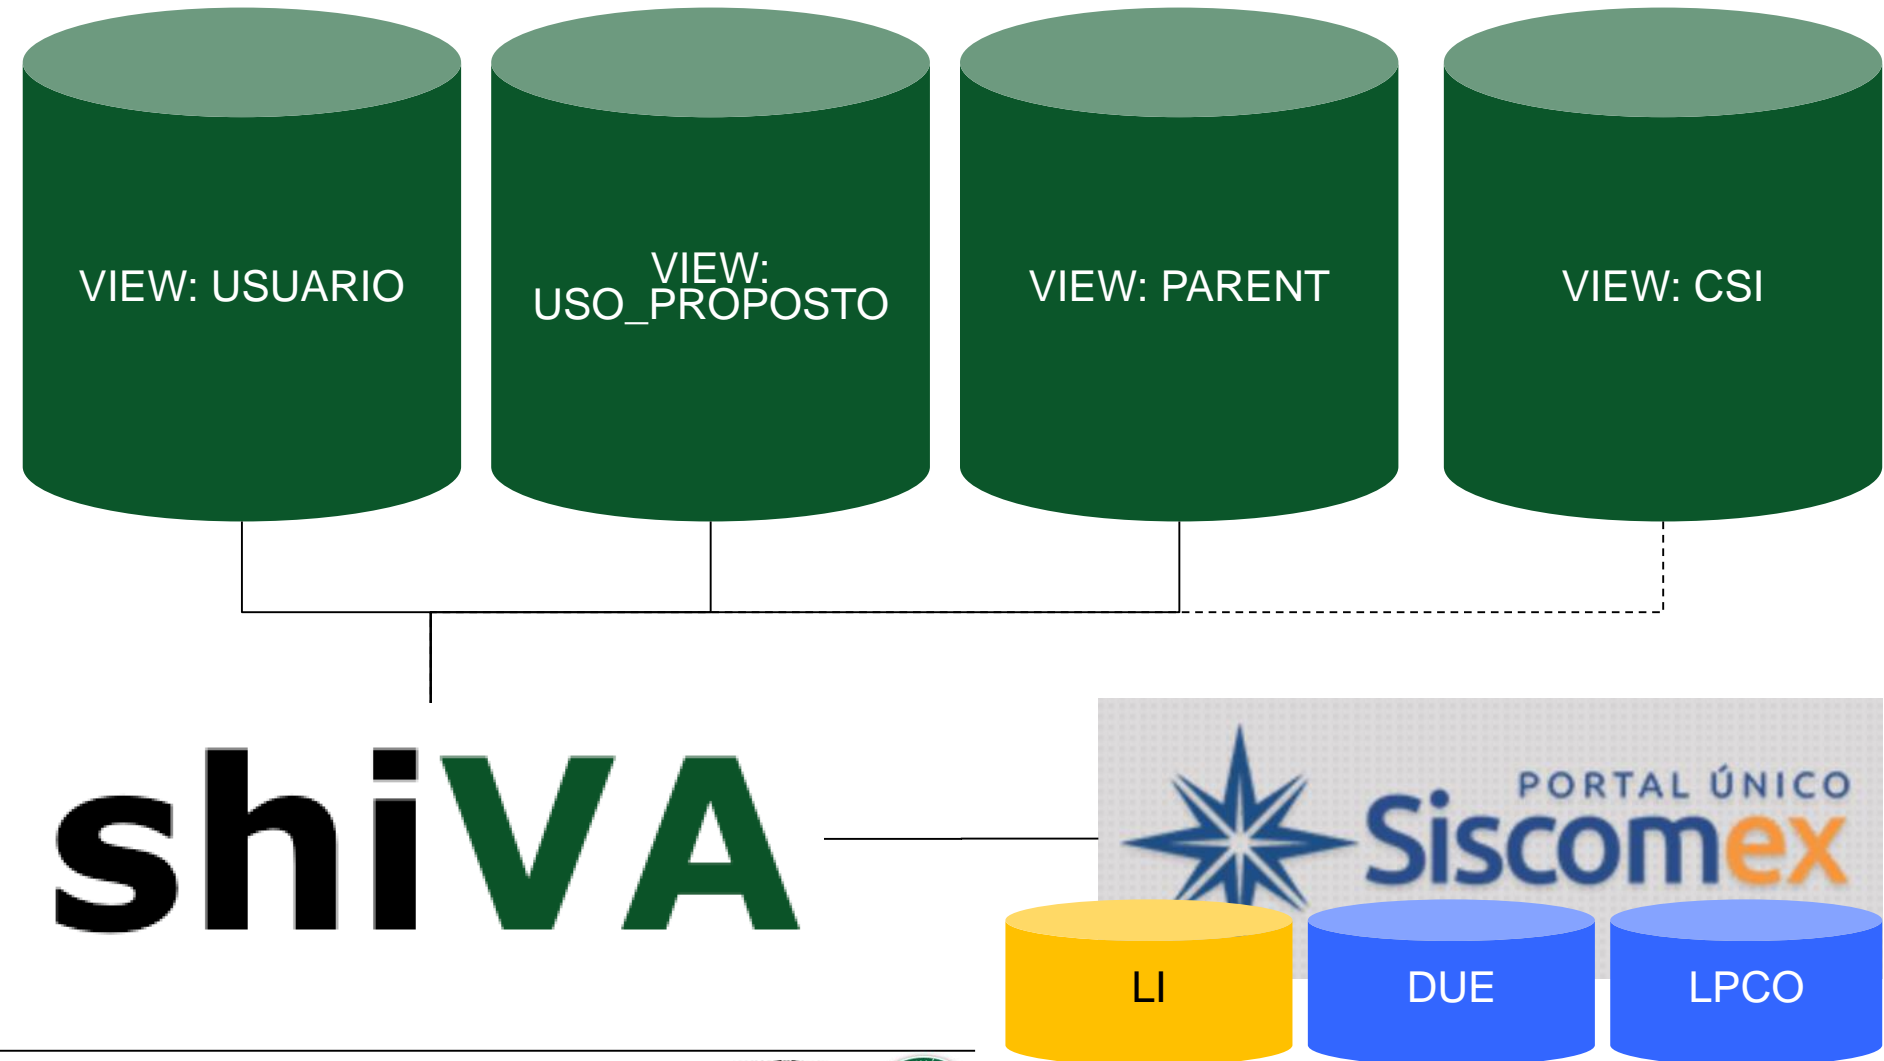 VIEW: USUARIO
VIEW:
USO_PROPOSTO
VIEW: PARENT
VIEW: CSI
shiVA
PORTAL ÚNICO
Siscomex
LI
DUE
LPCO